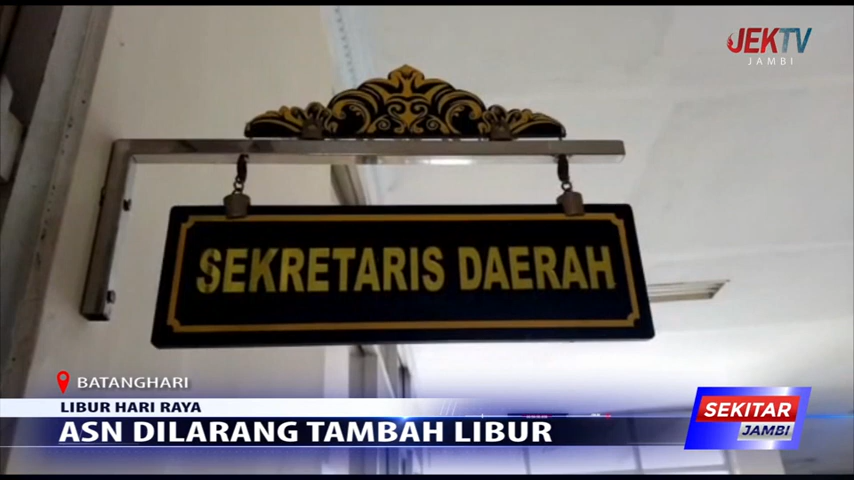 JEKTV
JAMBI
SEKRETARIS DAERAH
BATANGHARI
LIBUR HARI RAYA
ASN DILARANG TAMBAH LIBUR
SEKITAR
JAMBI